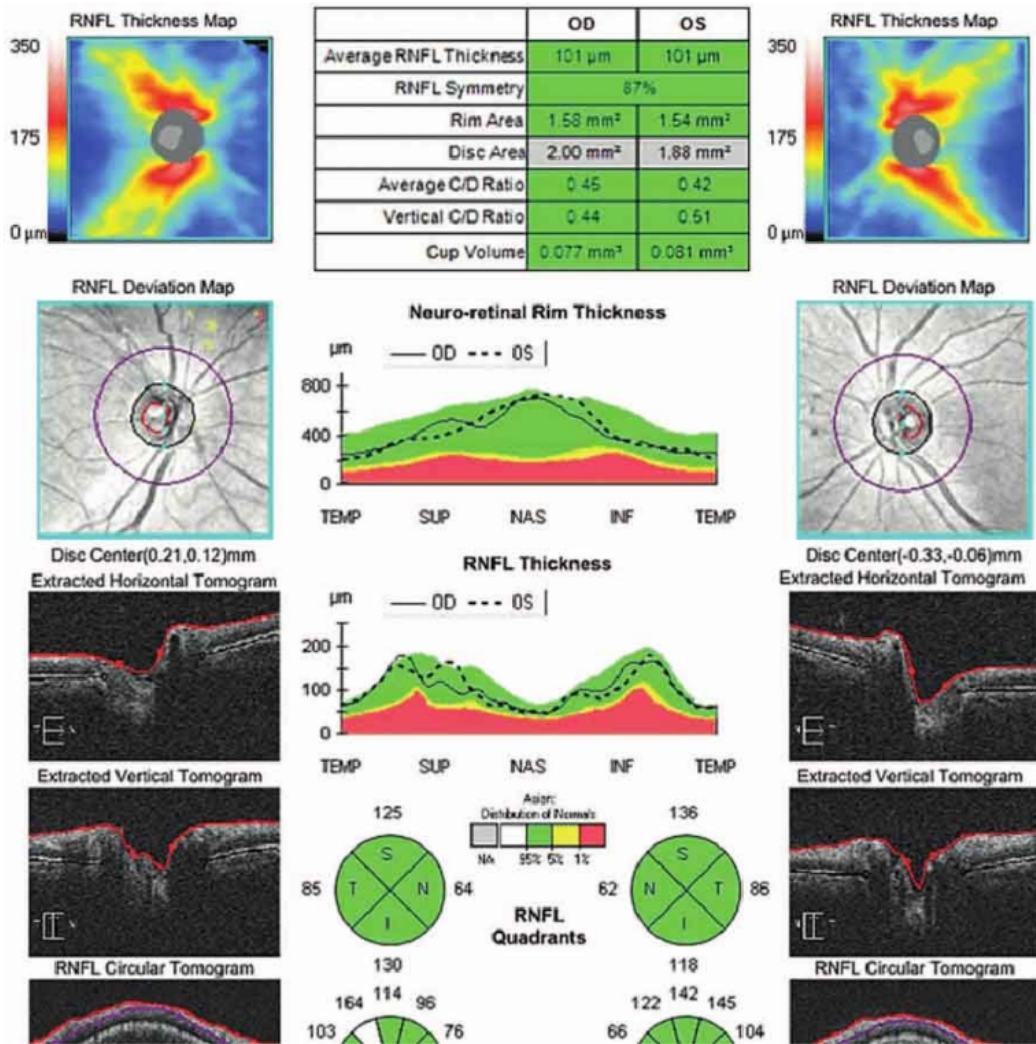 RNFL Thickness Map
350
175
0 µm
OD OS
Average RNFL Thickness 101 µm 101 µm
RNFL Symmetry 87%
Rim Area 1.58 mm² 1.54 mm²
Disc Area 2.00 mm² 1.88 mm²
Average C/D Ratio 0.45 0.42
Vertical C/D Ratio 0.44 0.51
Cup Volume 0.077 mm³ 0.081 mm³
RNFL Thickness Map
350
175
0 µm
RNFL Deviation Map
Disc Center(0.21,0.12)mm
Neuro-retinal Rim Thickness
µm
OD OS
800
400
0
TEMP SUP NAS INF TEMP
RNFL Deviation Map
Disc Center(-0.33,-0.06)mm
Extracted Horizontal Tomogram
RNFL Thickness
µm
OD OS
200
100
0
TEMP SUP NAS INF TEMP
Extracted Horizontal Tomogram
Extracted Vertical Tomogram
Asian:
Distribution of Normals
NA 95% 5% 1%
125
S
85 T N 64
I
130
RNFL
Quadrants
136
S
62 N T 86
I
118
Extracted Vertical Tomogram
RNFL Circular Tomogram
114
164 96
103 76
142
122 145
66 104
RNFL Circular Tomogram